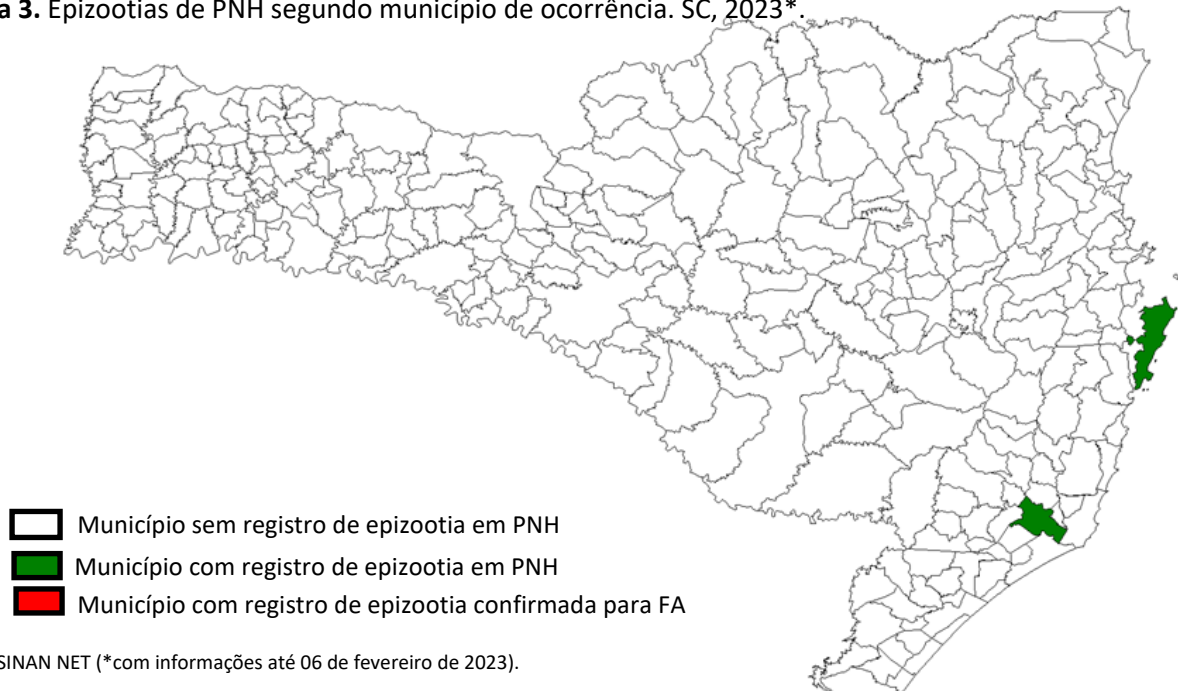 a 3. Epizootias de PNH segundo município de ocorrência. SC, 2023*.
Município sem registro de epizootia em PNH
Município com registro de epizootia em PNH
Município com registro de epizootia confirmada para FA
SINAN NET (*com informações até 06 de fevereiro de 2023).